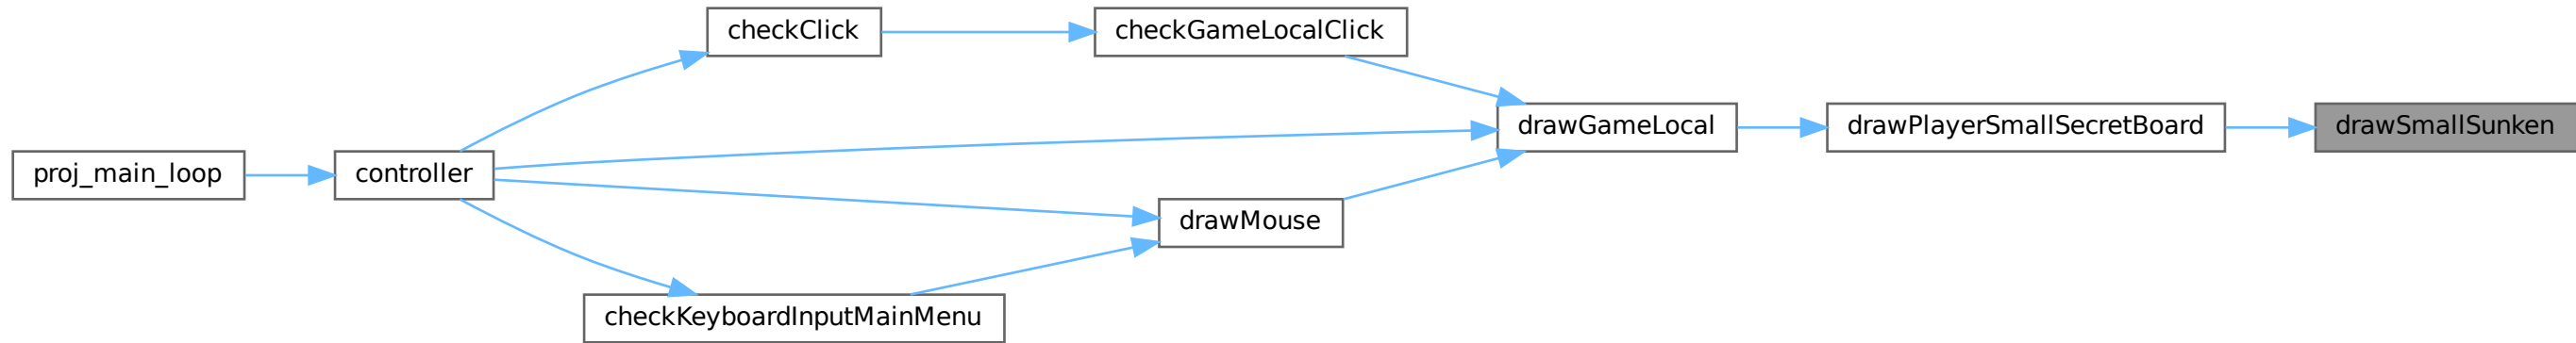 checkClick
checkGameLocalClick
drawGameLocal
drawPlayerSmallSecretBoard
drawSmallSunken
proj_main_loop
controller
drawMouse
checkKeyboardInputMainMenu